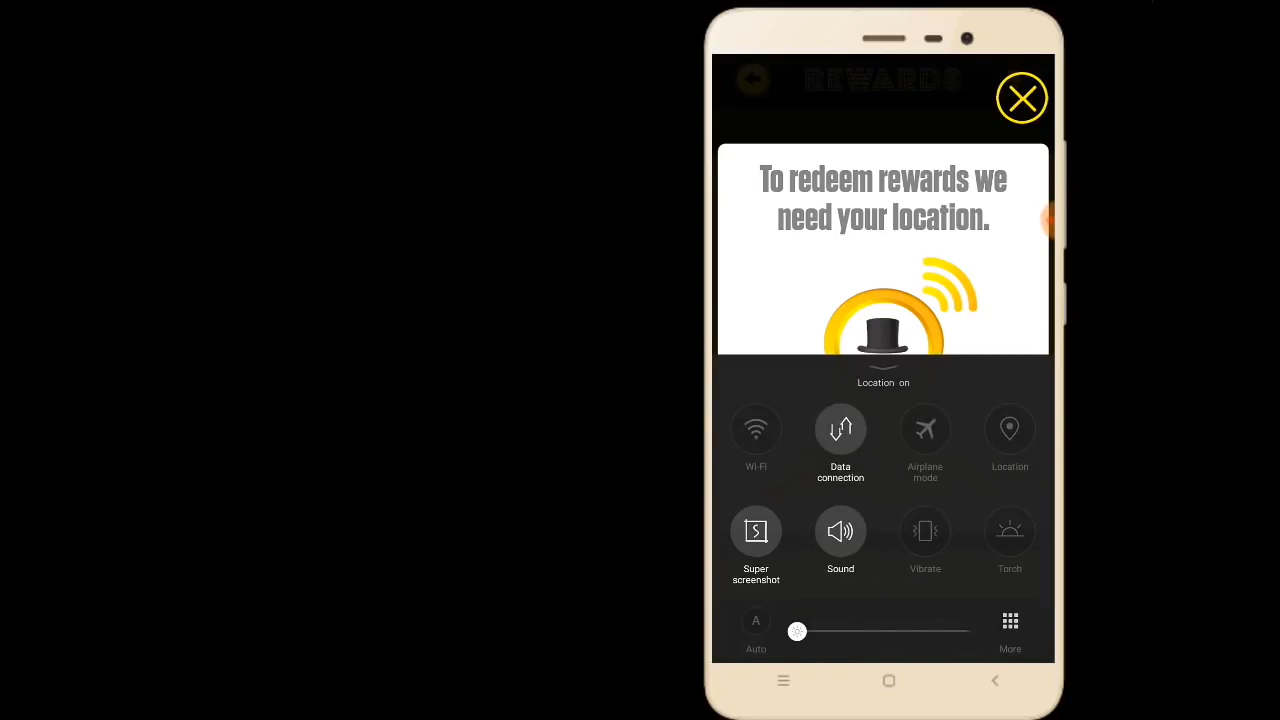 REWARDS
To redeem rewards we
need your location.
Location on
Wi-Fi
Data
connection
Airplane
mode
Location
Super
screenshot
Sound
Vibrate
Torch
A
Auto
More